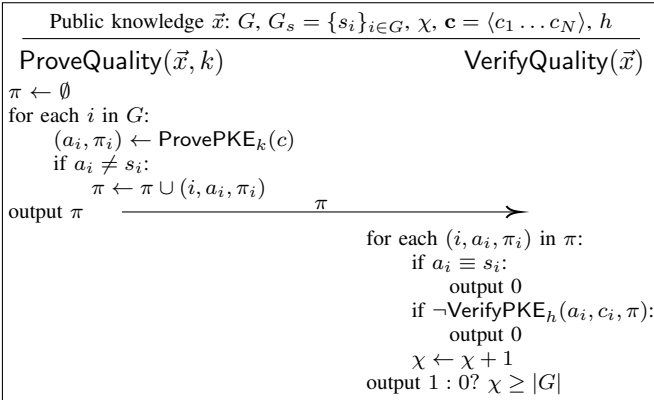 Public knowledge x⃗: G, G_s = {s_i}_{i∈G}, χ, c = ⟨c_1 … c_N⟩, h
ProveQuality(x⃗, k) VerifyQuality(x⃗)
π ← ∅
for each i in G:
(a_i, π_i) ← ProvePKE_k(c)
if a_i ≠ s_i:
π ← π ∪ (i, a_i, π_i)
output π
π
for each (i, a_i, π_i) in π:
if a_i ≡ s_i:
output 0
if ¬VerifyPKE_h(a_i, c_i, π):
output 0
χ ← χ + 1
output 1 : 0? χ ≥ |G|